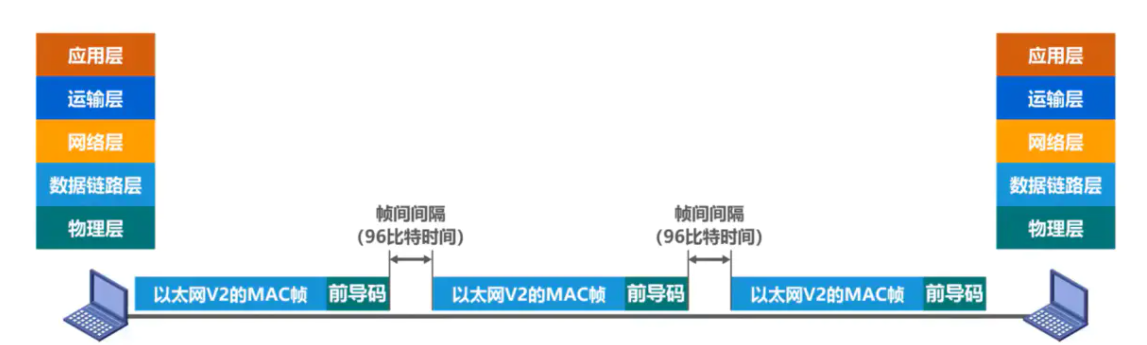 应用层
运输层
网络层
数据链路层
物理层
应用层
运输层
网络层
数据链路层
物理层
帧间间隔
(96比特时间)
帧间间隔
(96比特时间)
以太网V2的MAC帧 前导码 以太网V2的MAC帧 前导码 以太网V2的MAC帧 前导码